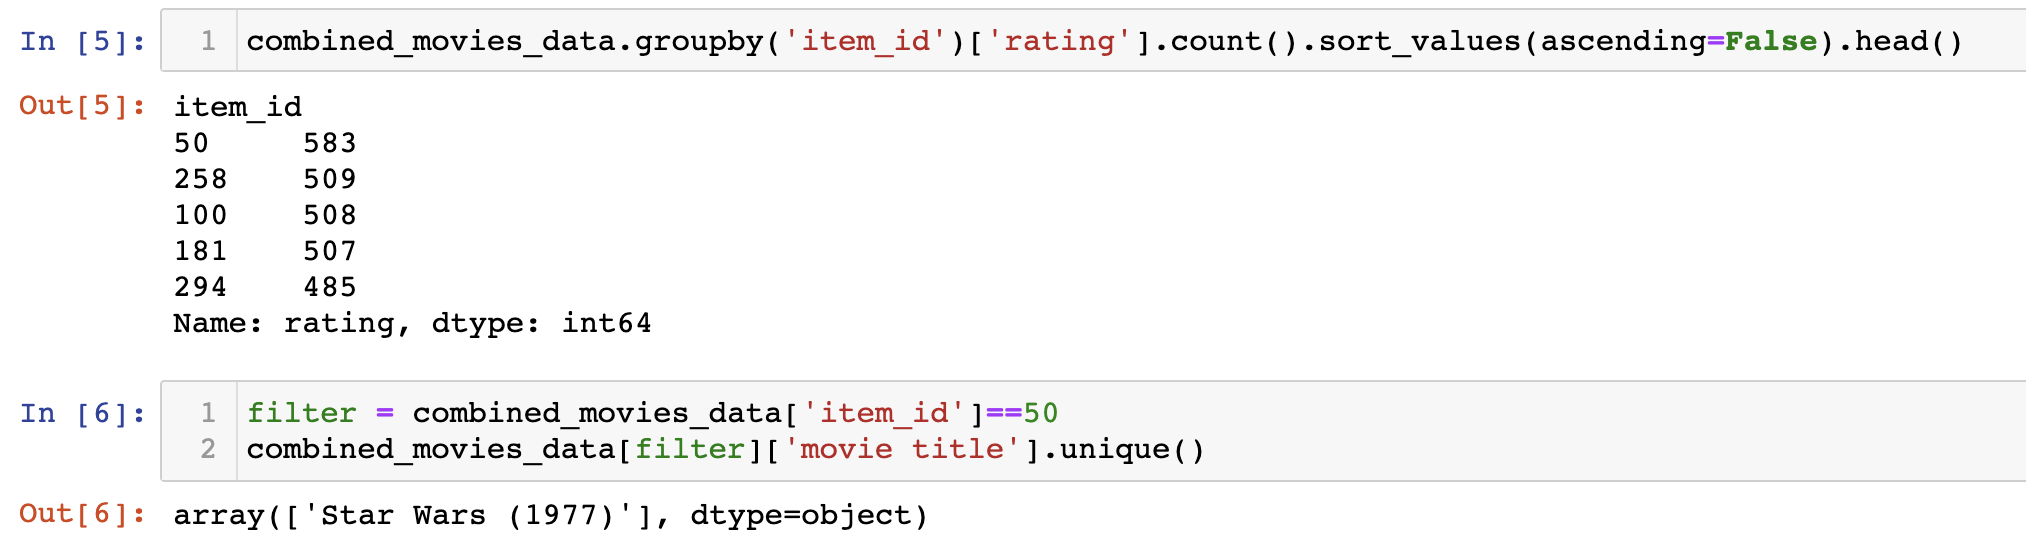 In [5]: 1 combined_movies_data.groupby('item_id')['rating'].count().sort_values(ascending=False).head()
Out[5]: item_id
50 583
258 509
100 508
181 507
294 485
Name: rating, dtype: int64
In [6]: 1 filter = combined_movies_data['item_id']==50
2 combined_movies_data[filter]['movie title'].unique()
Out[6]: array(['Star Wars (1977)'], dtype=object)